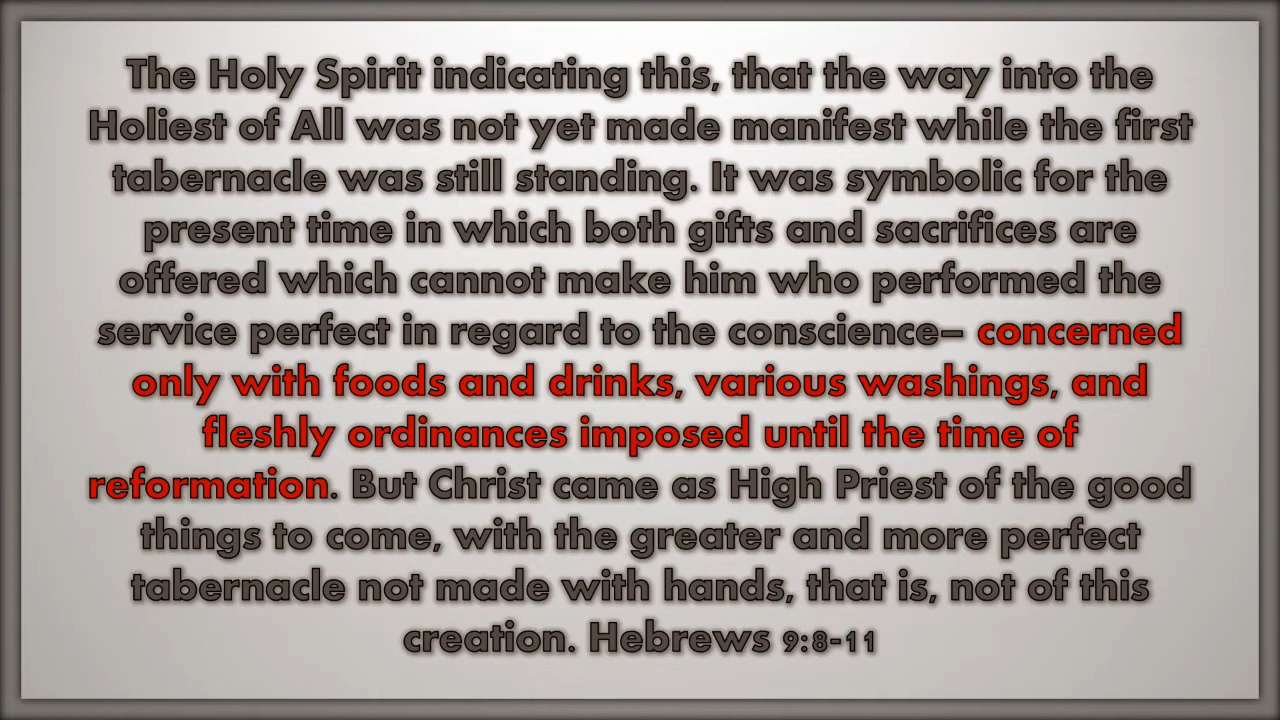 The Holy Spirit indicating this, that the way into the
Holiest of All was not yet made manifest while the first
tabernacle was still standing. It was symbolic for the
present time in which both gifts and sacrifices are
offered which cannot make him who performed the
service perfect in regard to the conscience– concerned
only with foods and drinks, various washings, and
fleshly ordinances imposed until the time of
reformation. But Christ came as High Priest of the good
things to come, with the greater and more perfect
tabernacle not made with hands, that is, not of this
creation. Hebrews 9:8-11